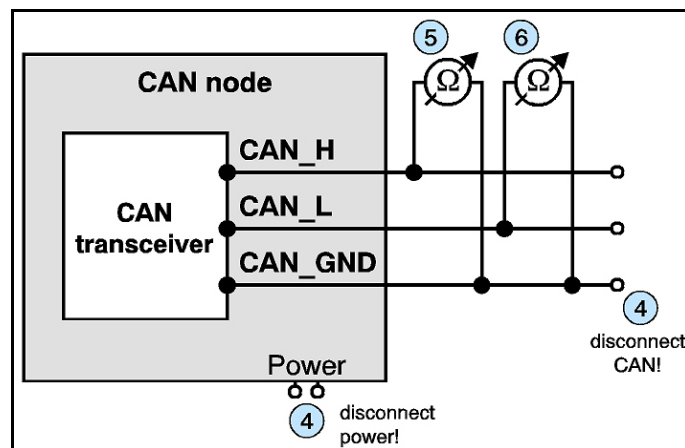 5
6
CAN node
Ω
Ω
CAN_H
CAN
transceiver
CAN_L
CAN_GND
4
disconnect
CAN!
Power
4
disconnect
power!